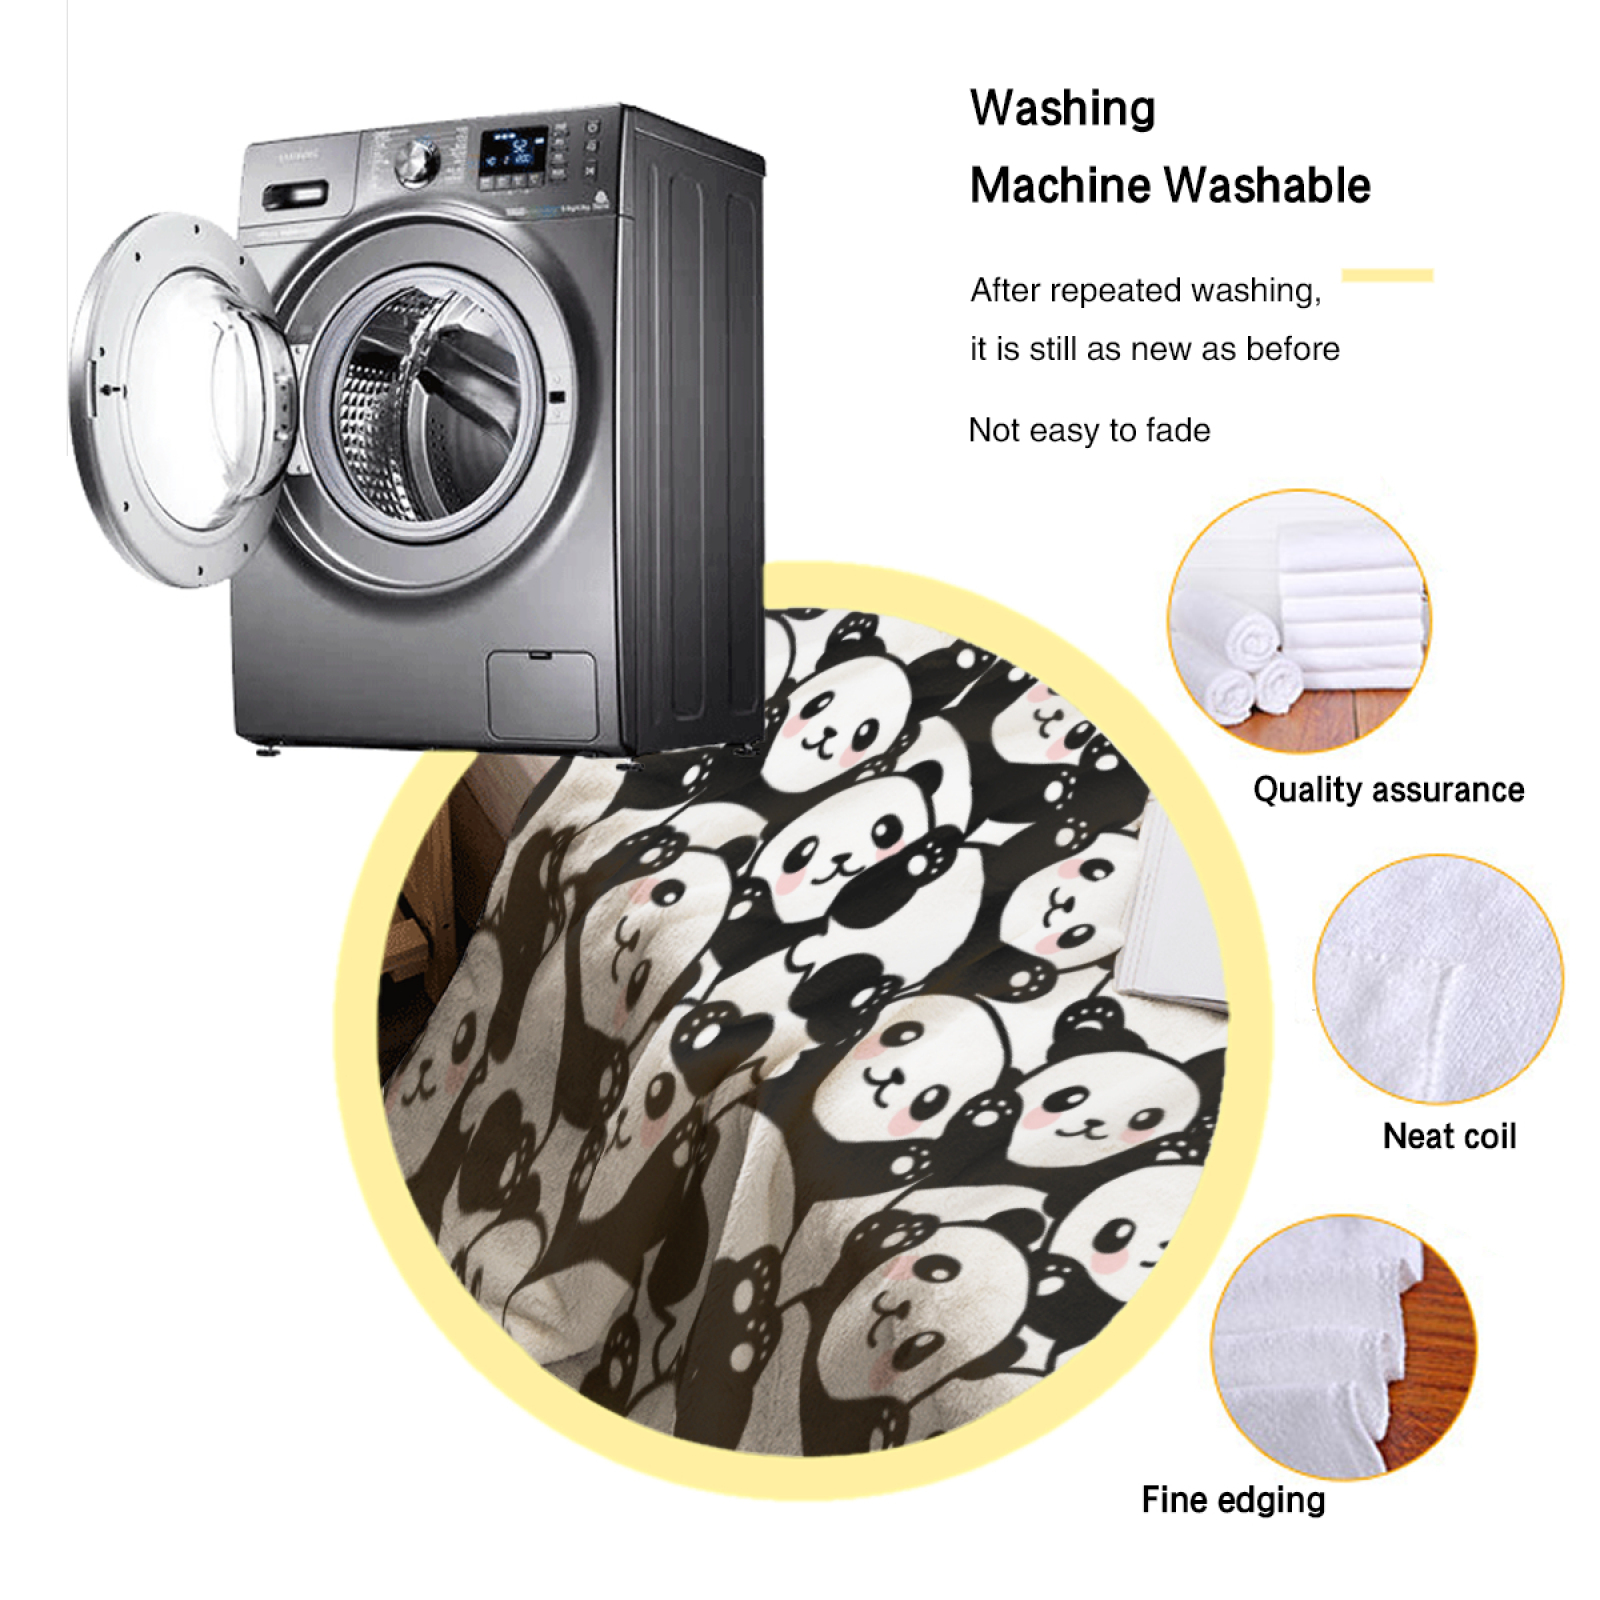 Washing
Machine Washable
After repeated washing,
it is still as new as before
Not easy to fade
Quality assurance
Neat coil
Fine edging